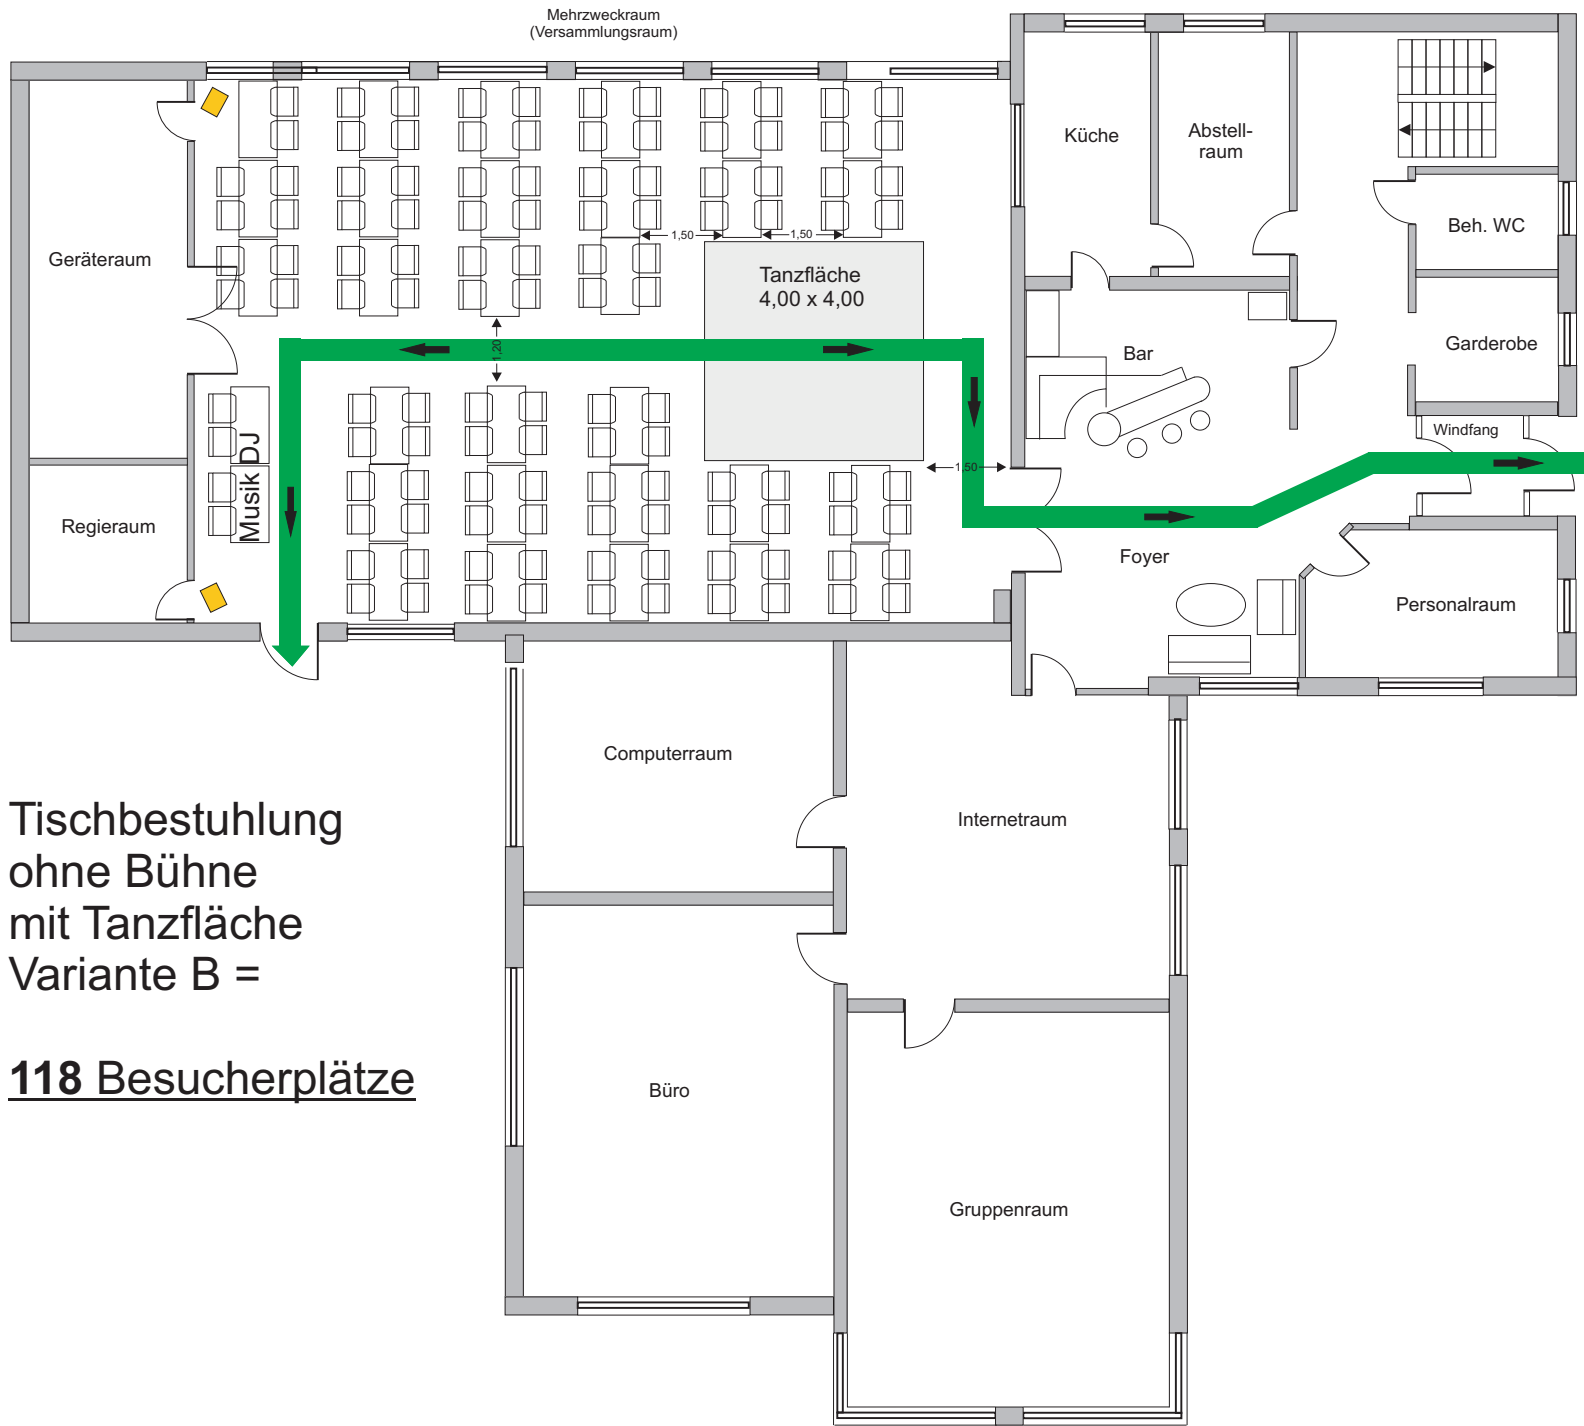 Mehrzweckraum
(Versammlungsraum)
Küche
Abstell-
raum
Beh. WC
Geräteraum
1,50
1,50
Tanzfläche
4,00 x 4,00
1,20
Bar
Garderobe
Windfang
Musik DJ
1,50
Regieraum
Foyer
Personalraum
Computerraum
Internetraum
Tischbestuhlung
ohne Bühne
mit Tanzfläche
Variante B =
118 Besucherplätze
Büro
Gruppenraum